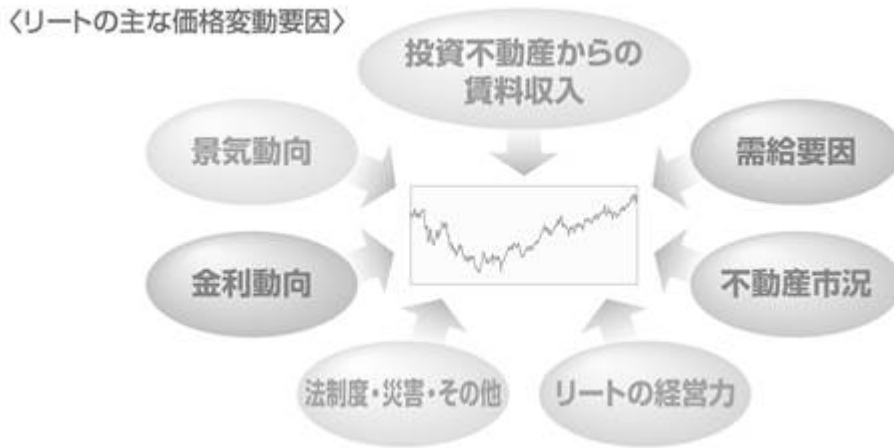 〈リートの主な価格変動要因〉
投資不動産からの
賃料収入
景気動向
需給要因
金利動向
不動産市況
法制度・災害・その他
リートの経営力